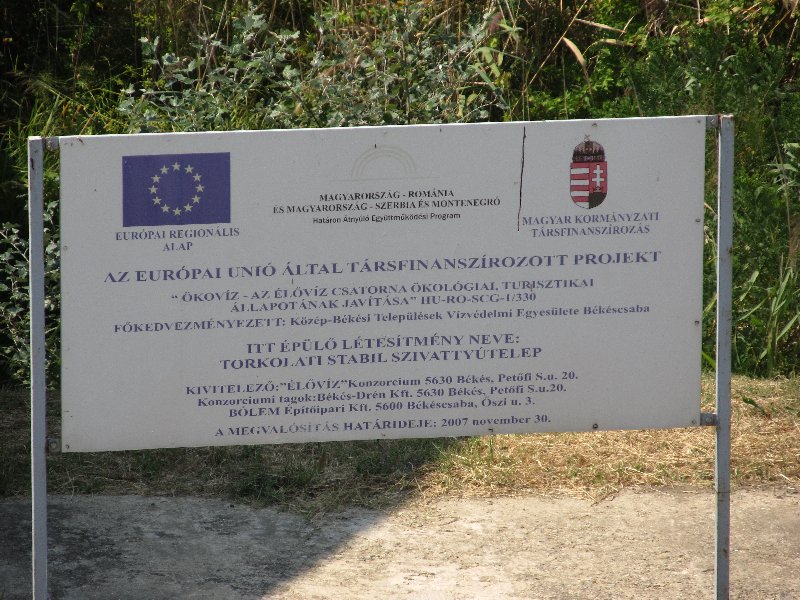 EURÓPAI REGIONÁLIS
ALAP
MAGYARORSZÁG - ROMÁNIA
ÉS MAGYARORSZÁG - SZERBIA ÉS MONTENEGRÓ
Határon Átnyúló Együttműködési Program
MAGYAR KORMÁNYZATI
TÁRSFINANSZÍROZÁS
AZ EURÓPAI UNIÓ ÁLTAL TÁRSFINANSZÍROZOTT PROJEKT
“ ÖKOVÍZ - AZ ÉLŐVÍZ CSATORNA ÖKOLÓGIAI, TURISZTIKAI
ÁLLAPOTÁNAK JAVÍTÁSA” HU-RO-SCG-1/330
FŐKEDVEZMÉNYEZETT: Közép-Békési Települések Vízvédelmi Egyesülete Békéscsaba
ITT ÉPÜLŐ LÉTESÍTMÉNY NEVE:
TORKOLATI STABIL SZIVATTYÚTELEP
KIVITELEZŐ:”ÉLŐVÍZ”Konzorcium 5630 Békés, Petőfi S.u. 20.
Konzorciumi tagok:Békés-Drén Kft. 5630 Békés, Petőfi S.u.20.
BÓLEM Építőipari Kft. 5600 Békéscsaba, Őszi u. 3.
A MEGVALÓSÍTÁS HATÁRIDEJE: 2007 november 30.